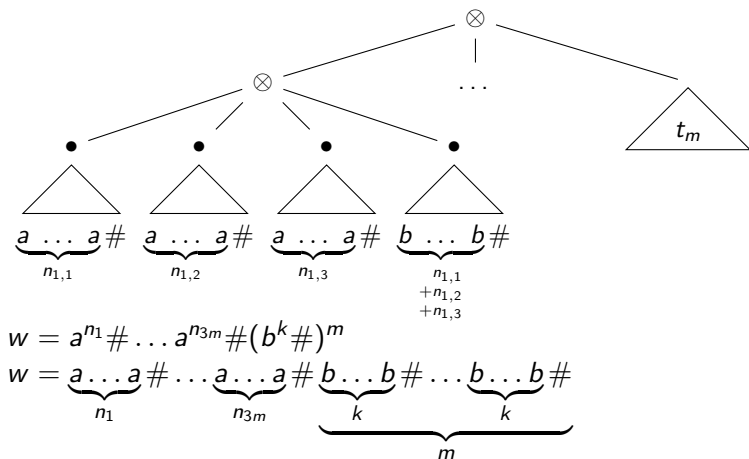 ⊗
⊗ . . .
• • • • t_m
a . . . a # a . . . a # a . . . a # b . . . b #
n_{1,1} n_{1,2} n_{1,3} n_{1,1}
+n_{1,2}
+n_{1,3}
w = a^{n_1} # . . . a^{n_{3m}} # (b^k #)^m
w = a . . . a # . . . a . . . a # b . . . b # . . . b . . . b #
n_1 n_{3m} k k
m